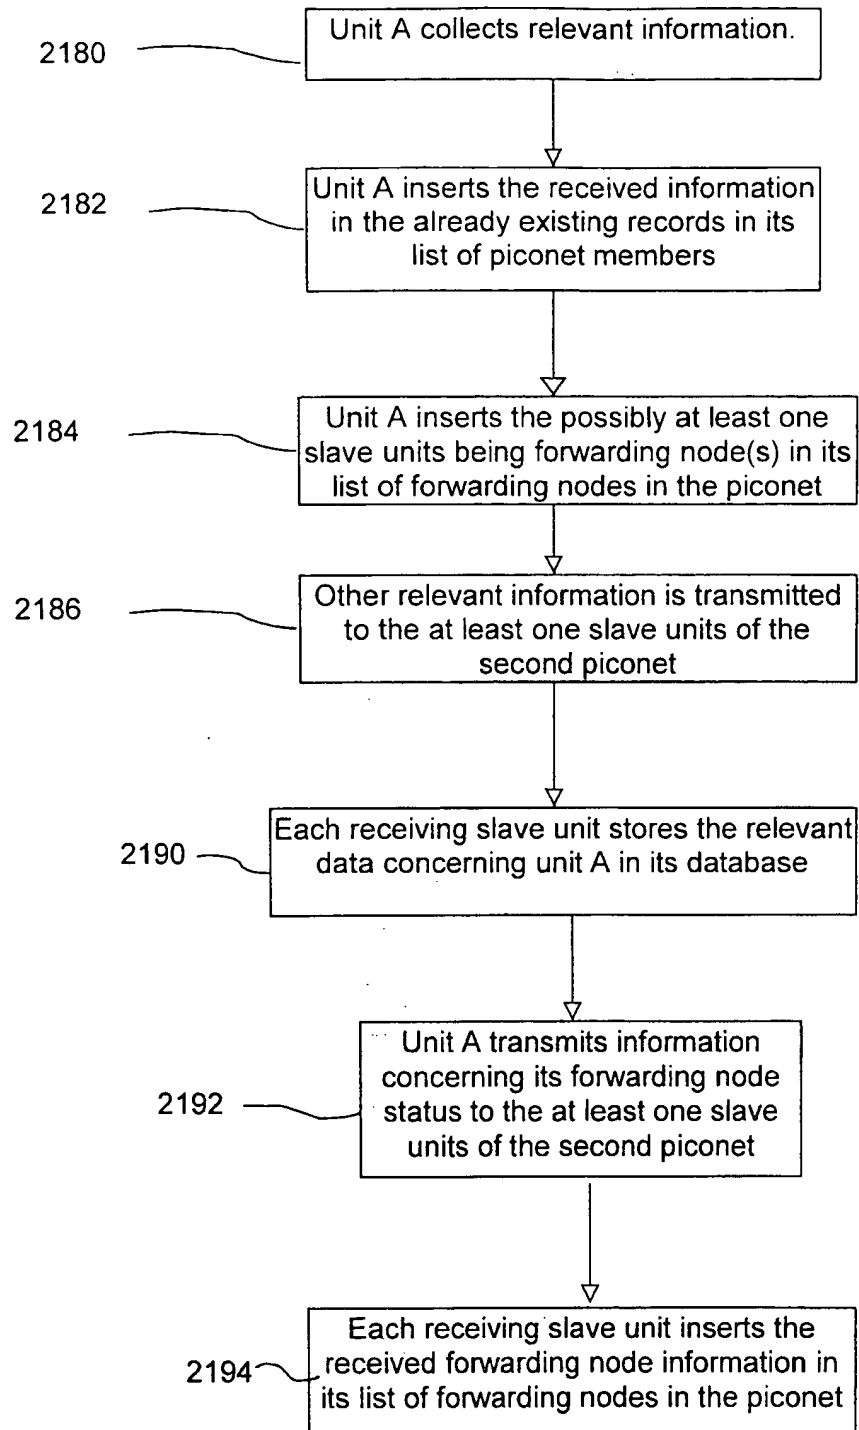 Unit A collects relevant information.
2180
Unit A inserts the received information
in the already existing records in its
list of piconet members
2182
Unit A inserts the possibly at least one
slave units being forwarding node(s) in its
list of forwarding nodes in the piconet
2184
Other relevant information is transmitted
to the at least one slave units of the
second piconet
2186
Each receiving slave unit stores the relevant
data concerning unit A in its database
2190
Unit A transmits information
concerning its forwarding node
status to the at least one slave
units of the second piconet
2192
Each receiving slave unit inserts the
received forwarding node information in
its list of forwarding nodes in the piconet
2194